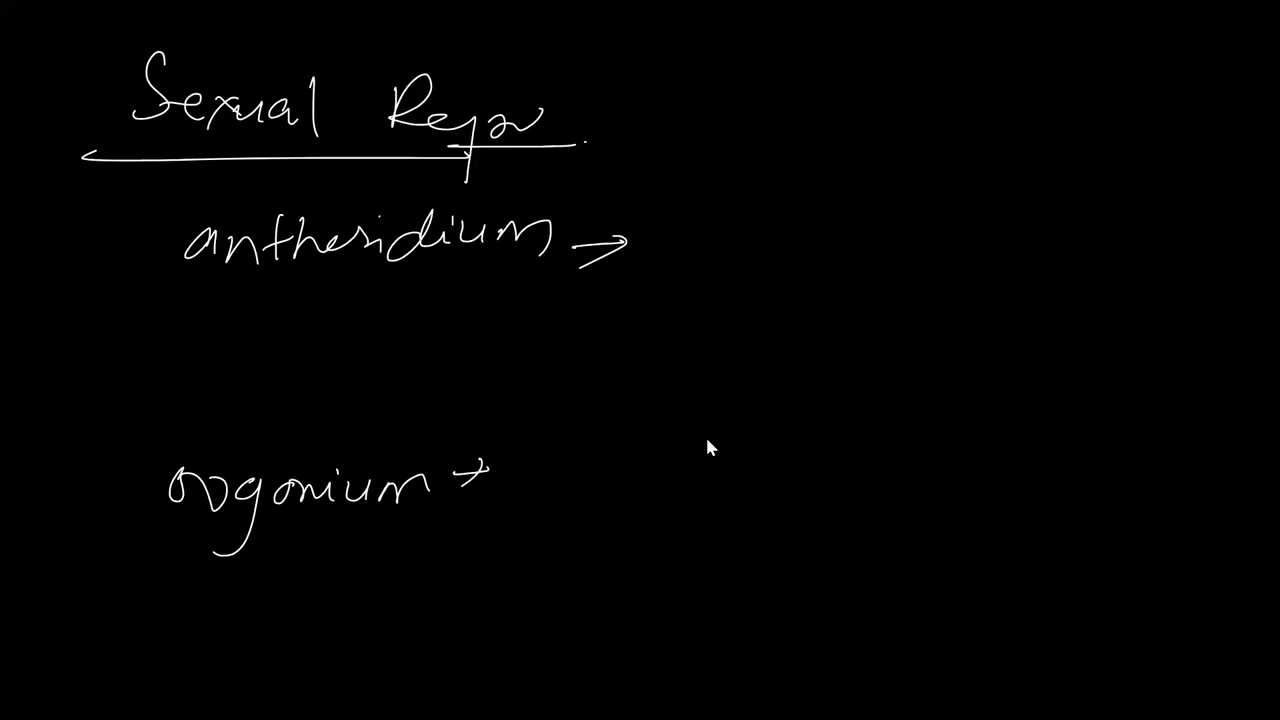 Sexual Repr
antheridium →
oogonium →